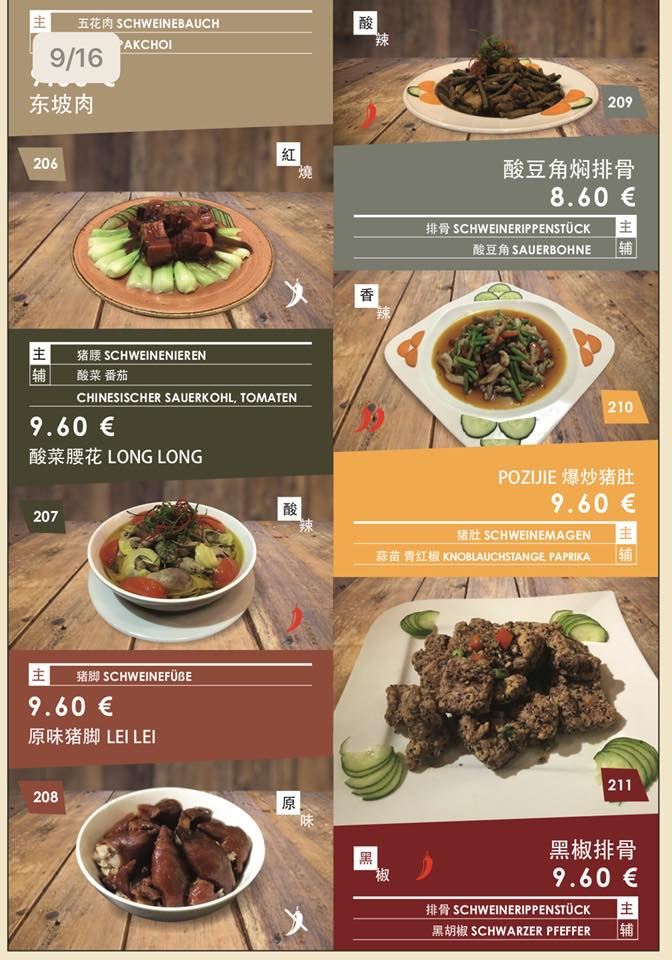 主 五花肉 SCHWEINEBAUCH
PAKCHOI
9/16
€
东坡肉
206
紅
燒
主 猪腰 SCHWEINENIEREN
辅 酸菜 番茄
CHINESISCHER SAUERKOHL, TOMATEN
9.60 €
酸菜腰花 LONG LONG
207
酸
辣
主 猪脚 SCHWEINEFÜßE
9.60 €
原味猪脚 LEI LEI
208
原
味
酸
辣
209
酸豆角焖排骨
8.60 €
排骨 SCHWEINERIPPENSTÜCK 主
酸豆角 SAUERBOHNE 辅
香
辣
210
POZIJIE 爆炒猪肚
9.60 €
猪肚 SCHWEINEMAGEN 主
蒜苗 青红椒 KNOBLAUCHSTANGE, PAPRIKA 辅
211
黑
椒
黑椒排骨
9.60 €
排骨 SCHWEINERIPPENSTÜCK 主
黑胡椒 SCHWARZER PFEFFER 辅